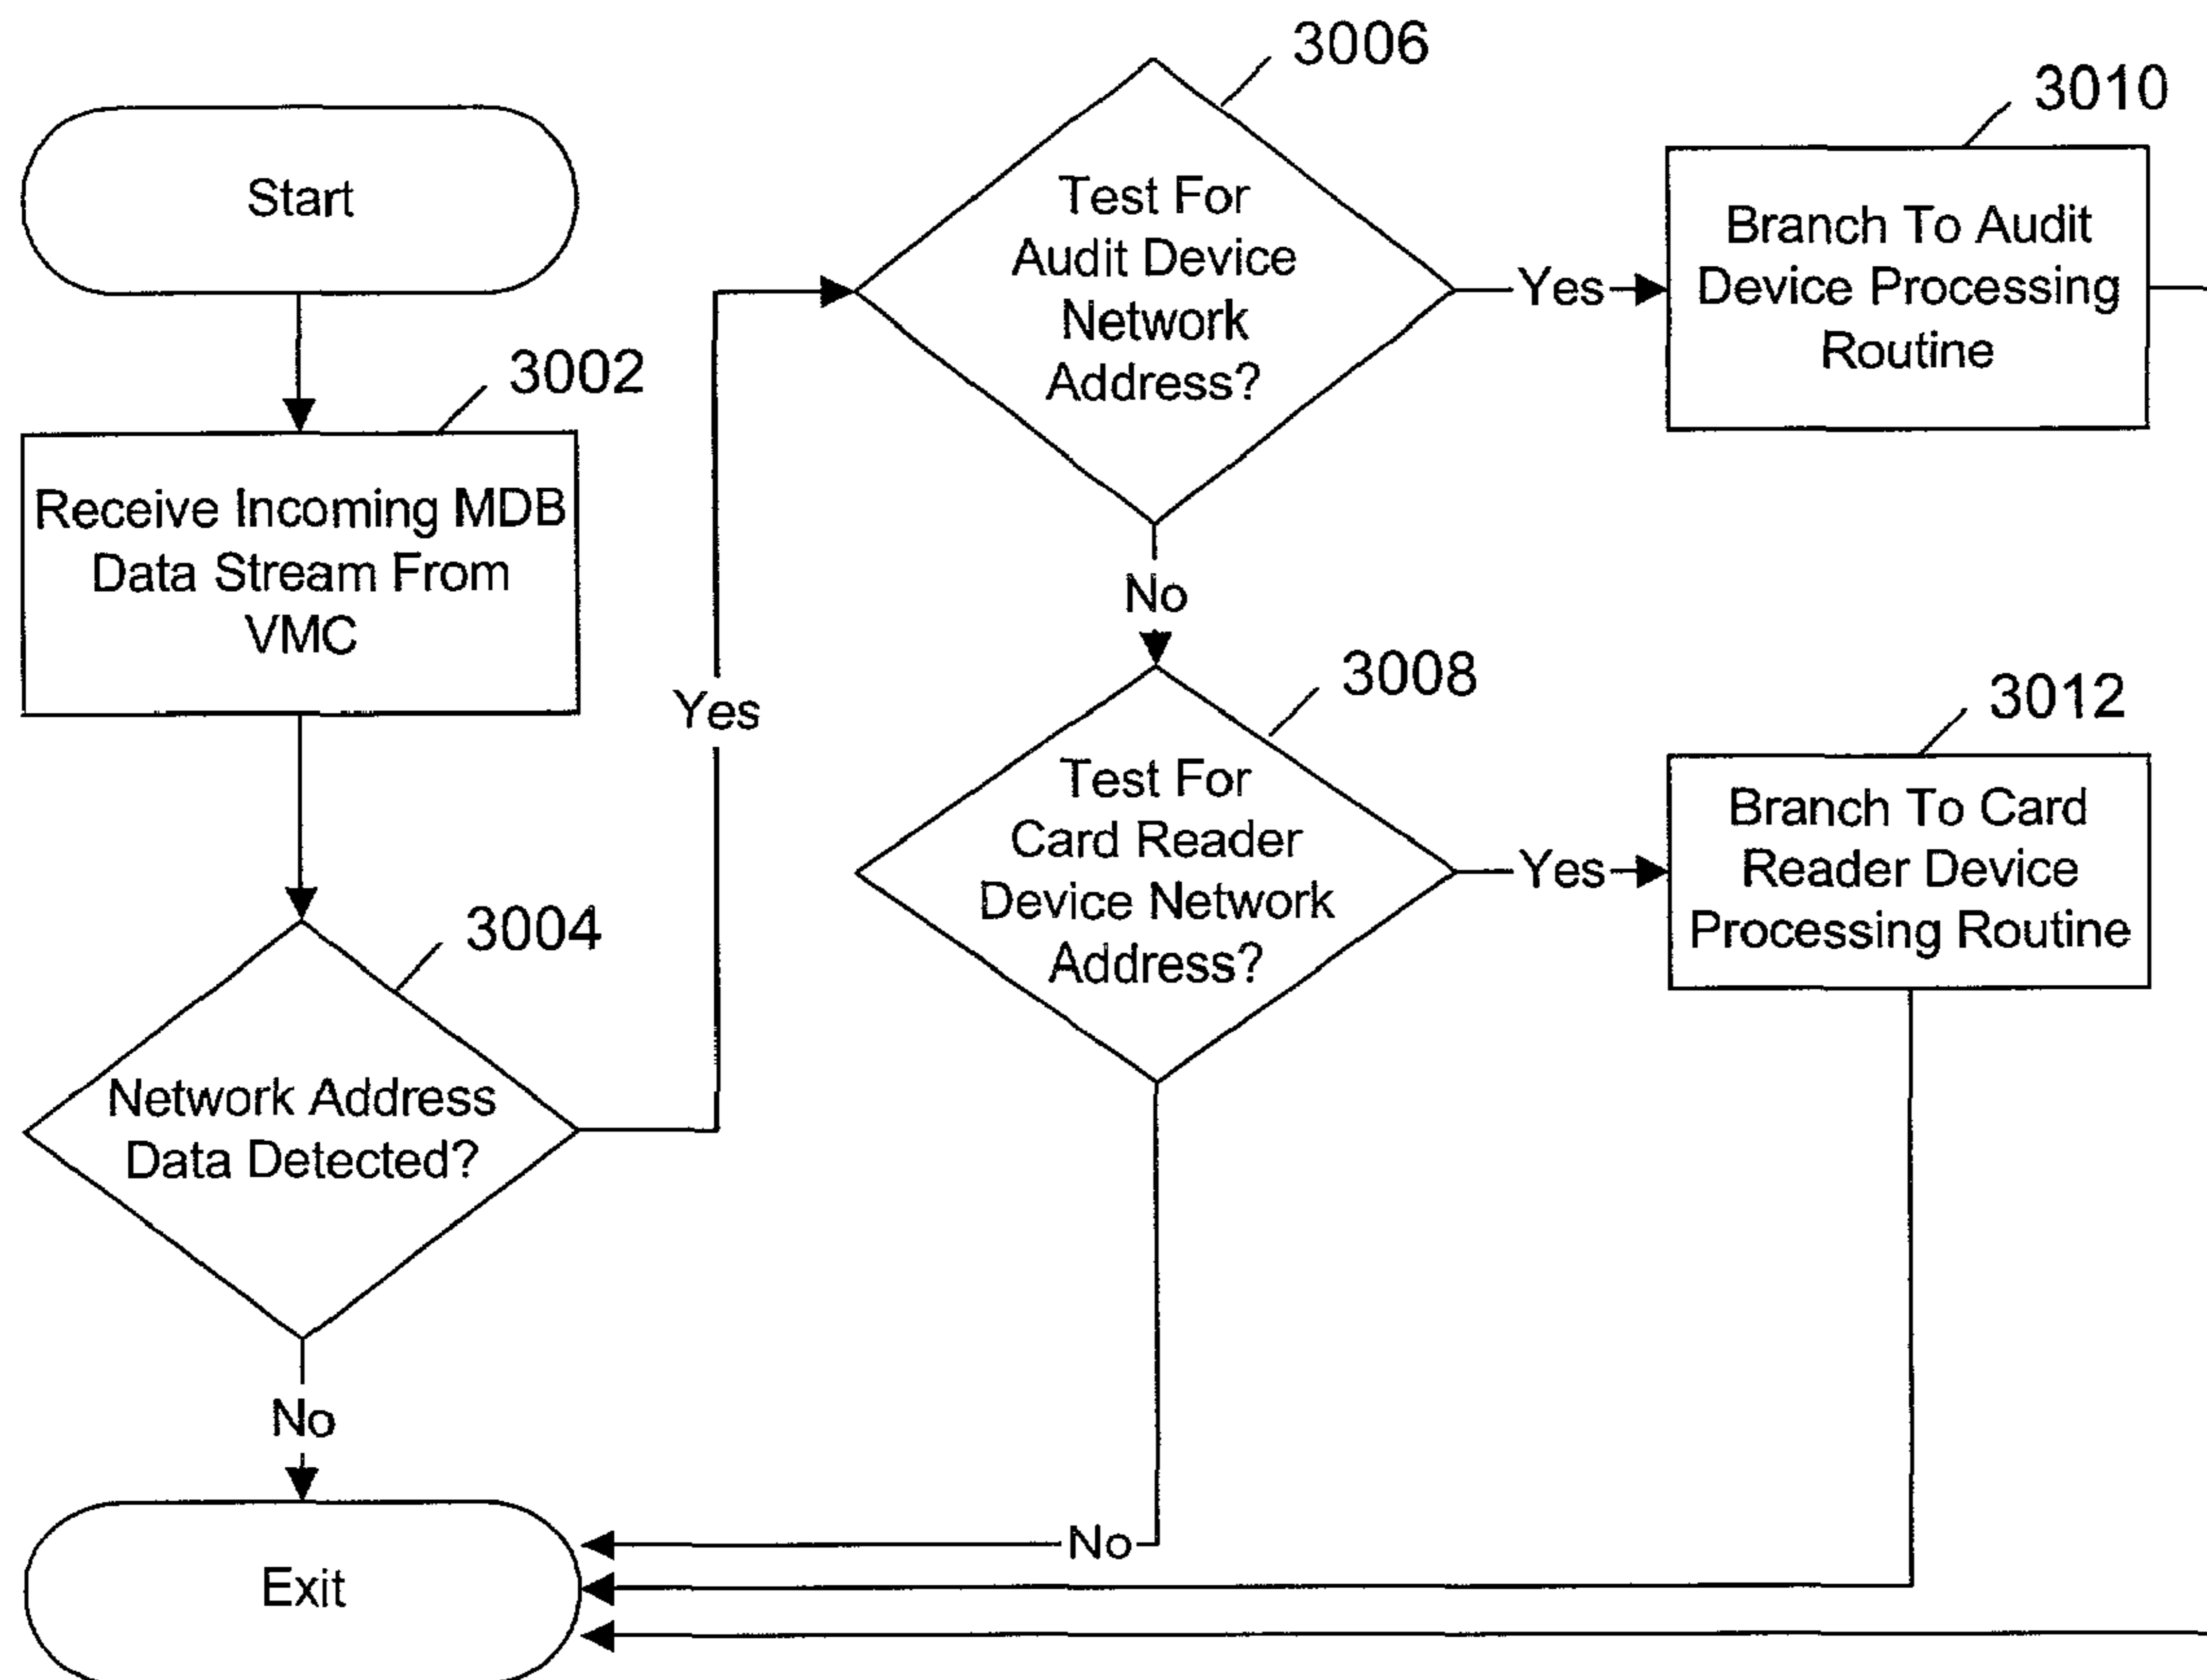 Start
3002
Receive Incoming MDB
Data Stream From
VMC
3004
Network Address
Data Detected?
Yes
No
Exit
3006
Test For
Audit Device
Network
Address?
Yes
No
3010
Branch To Audit
Device Processing
Routine
3008
Test For
Card Reader
Device Network
Address?
Yes
No
3012
Branch To Card
Reader Device
Processing Routine